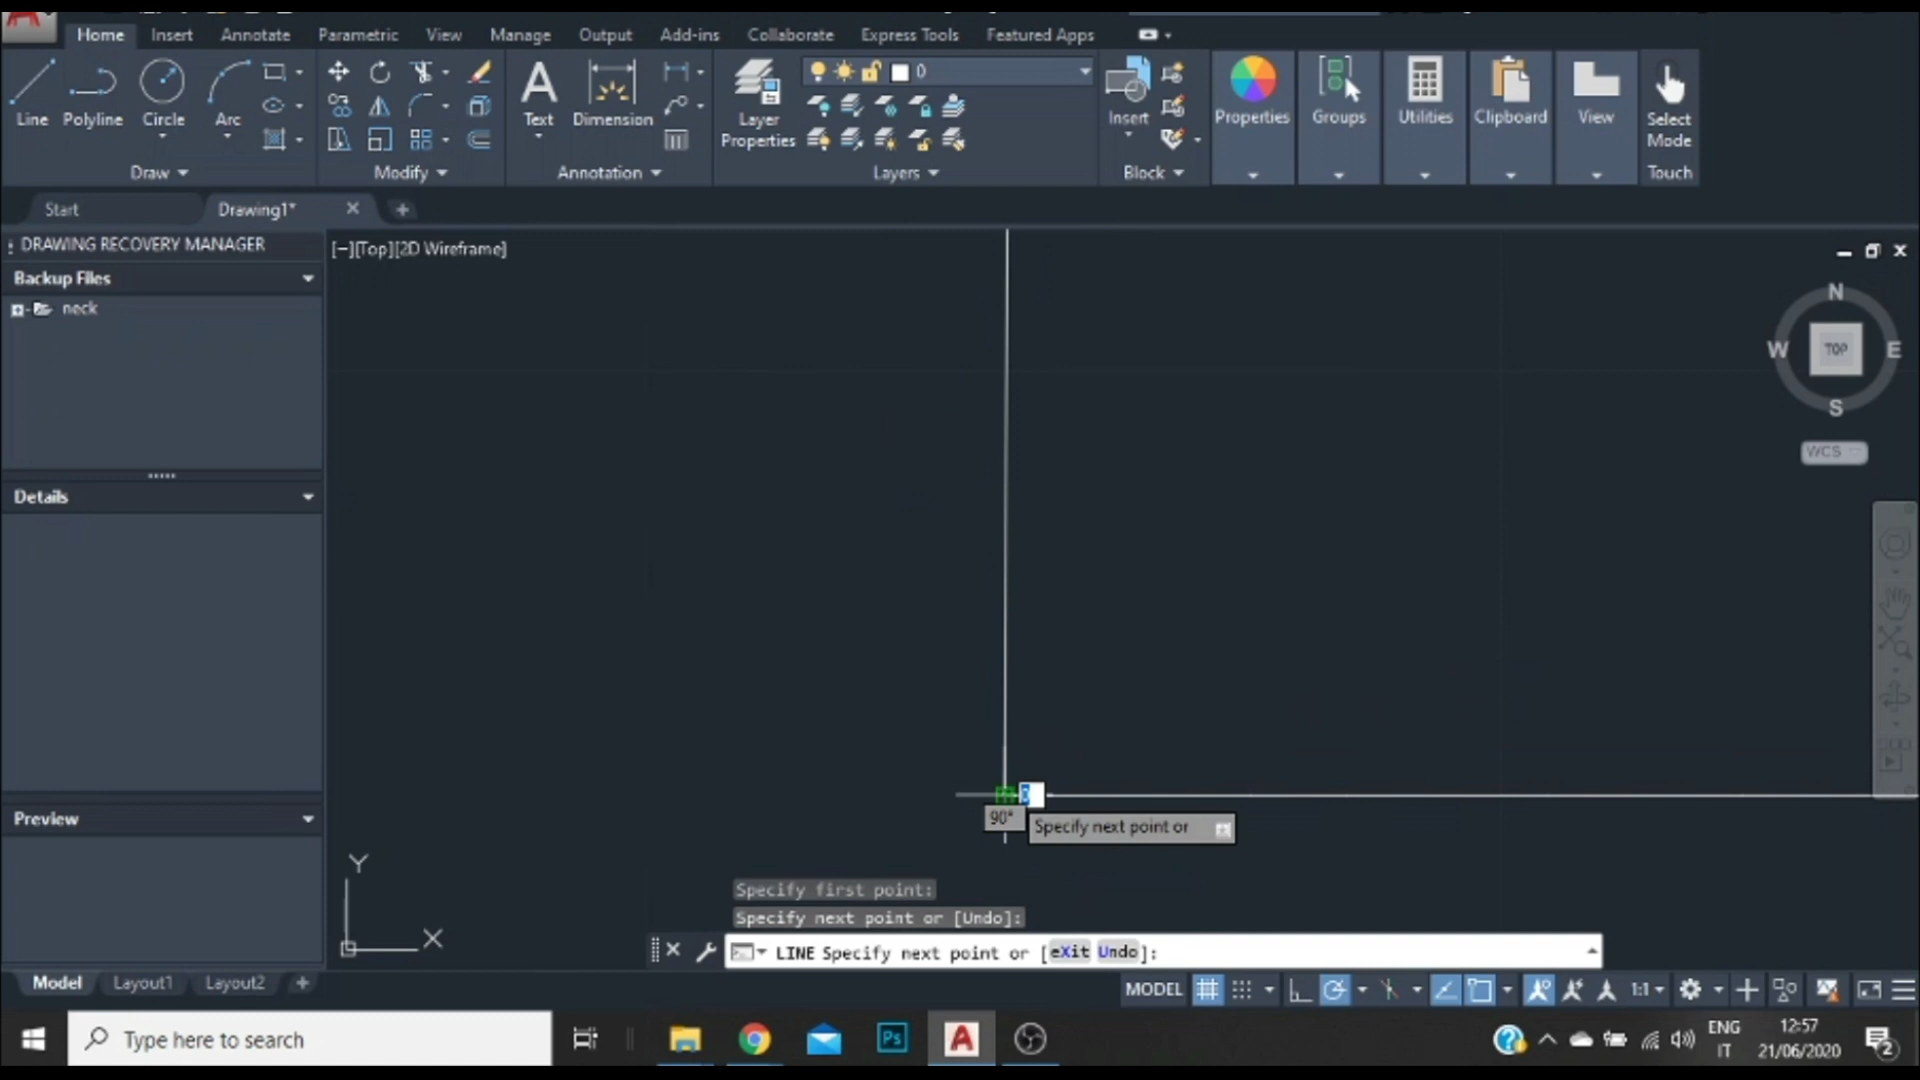 Home Insert Annotate Parametric View Manage Output Add-ins Collaborate Express Tools Featured Apps
0
Line Polyline Circle Arc
Text Dimension
Layer Properties
Insert
Properties Groups Utilities Clipboard View
Select Mode
Draw Modify Annotation Layers Block Touch
Start Drawing1*
DRAWING RECOVERY MANAGER
[−][Top][2D Wireframe]
Backup Files
neck
N
W TOP E
S
WCS
Details
90°
Specify next point or
Preview
Y
X
Specify first point:
Specify next point or [Undo]:
LINE Specify next point or [eXit Undo]:
Model Layout1 Layout2
MODEL 1:1
Type here to search
Ps
A
ENG
IT
12:57
21/06/2020
2